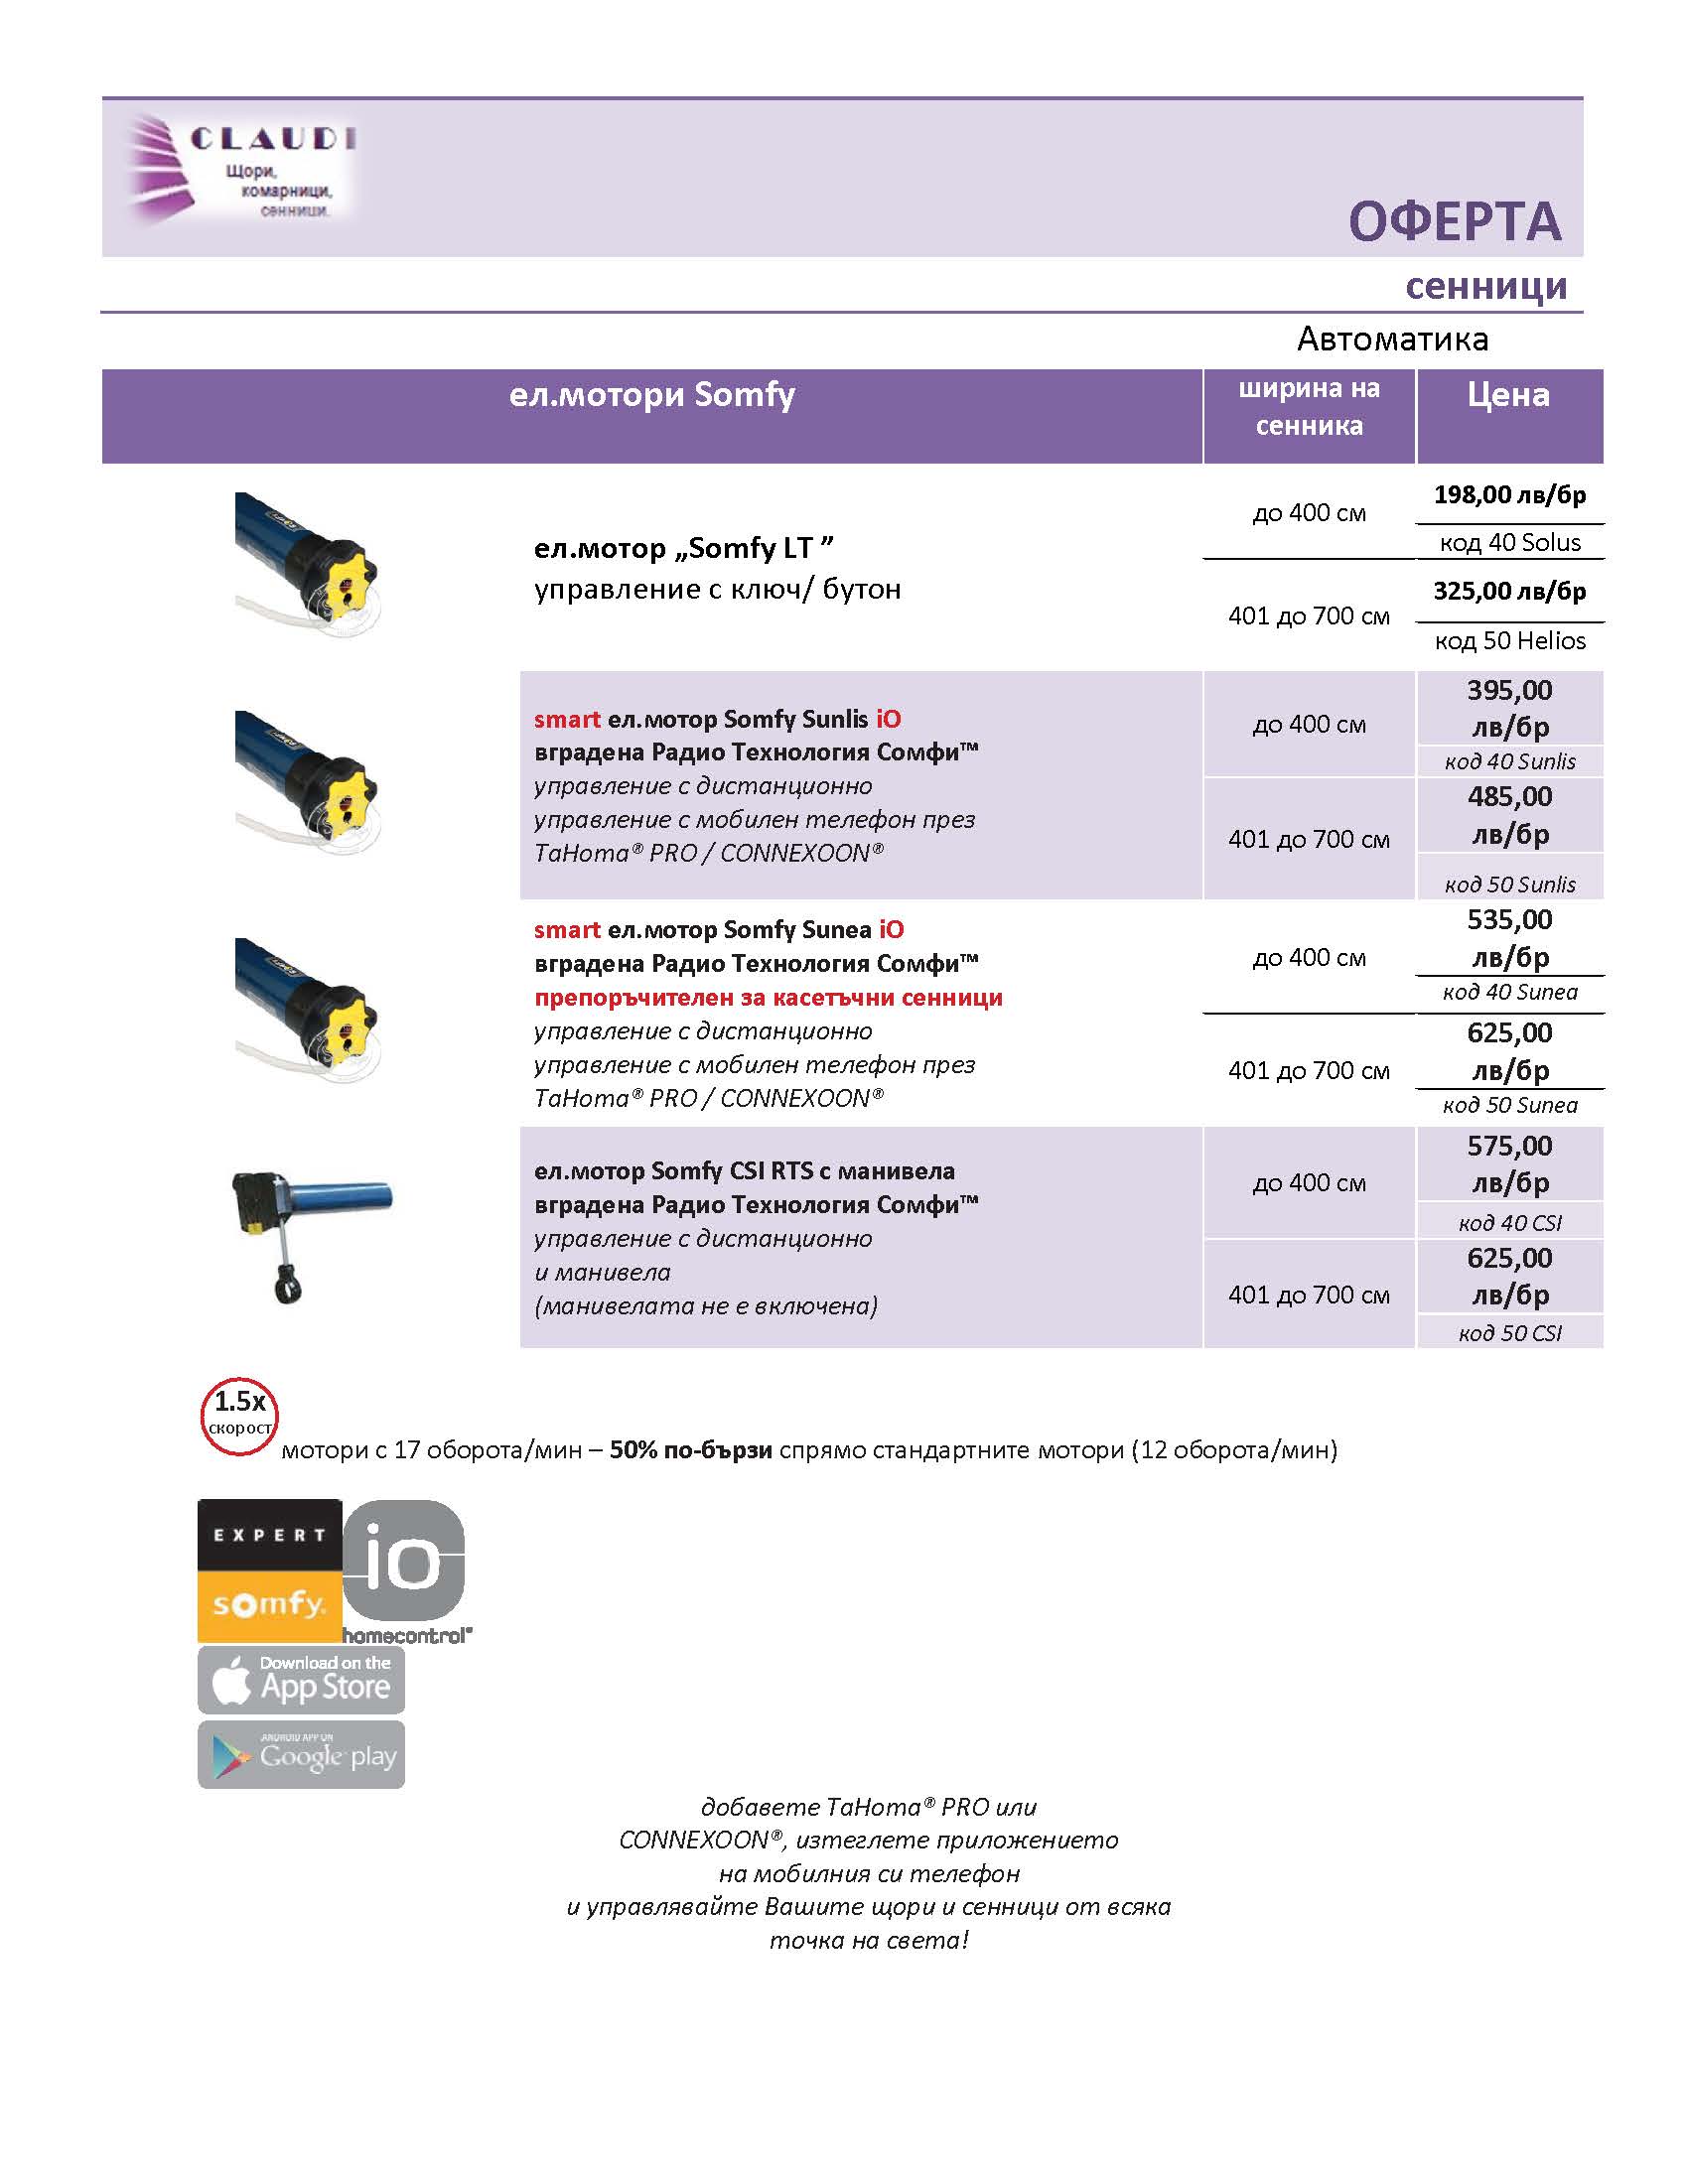 CLAUDI
Щори,
комарници,
сенници.
ОФЕРТА
сенници
Автоматика
ел.мотори Somfy
ширина на
сенника
Цена
ел.мотор „Somfy LT ”
управление с ключ/ бутон
до 400 см
198,00 лв/бр
код 40 Solus
401 до 700 см
325,00 лв/бр
код 50 Helios
smart ел.мотор Somfy Sunlis iO
вградена Радио Технология Сомфи™
управление с дистанционно
управление с мобилен телефон през
TaHoma® PRO / CONNEXOON®
до 400 см
395,00
лв/бр
код 40 Sunlis
401 до 700 см
485,00
лв/бр
код 50 Sunlis
smart ел.мотор Somfy Sunea iO
вградена Радио Технология Сомфи™
препоръчителен за касетъчни сенници
управление с дистанционно
управление с мобилен телефон през
TaHoma® PRO / CONNEXOON®
до 400 см
535,00
лв/бр
код 40 Sunea
401 до 700 см
625,00
лв/бр
код 50 Sunea
ел.мотор Somfy CSI RTS с манивела
вградена Радио Технология Сомфи™
управление с дистанционно
и манивела
(манивелата не е включена)
до 400 см
575,00
лв/бр
код 40 CSI
401 до 700 см
625,00
лв/бр
код 50 CSI
1.5x
скорост
мотори с 17 оборота/мин – 50% по-бързи спрямо стандартните мотори (12 оборота/мин)
EXPERT
somfy.
io
homecontrol®
Download on the
App Store
ANDROID APP ON
Google play
добавете TaHoma® PRO или
CONNEXOON®, изтеглете приложението
на мобилния си телефон
и управлявайте Вашите щори и сенници от всяка
точка на света!